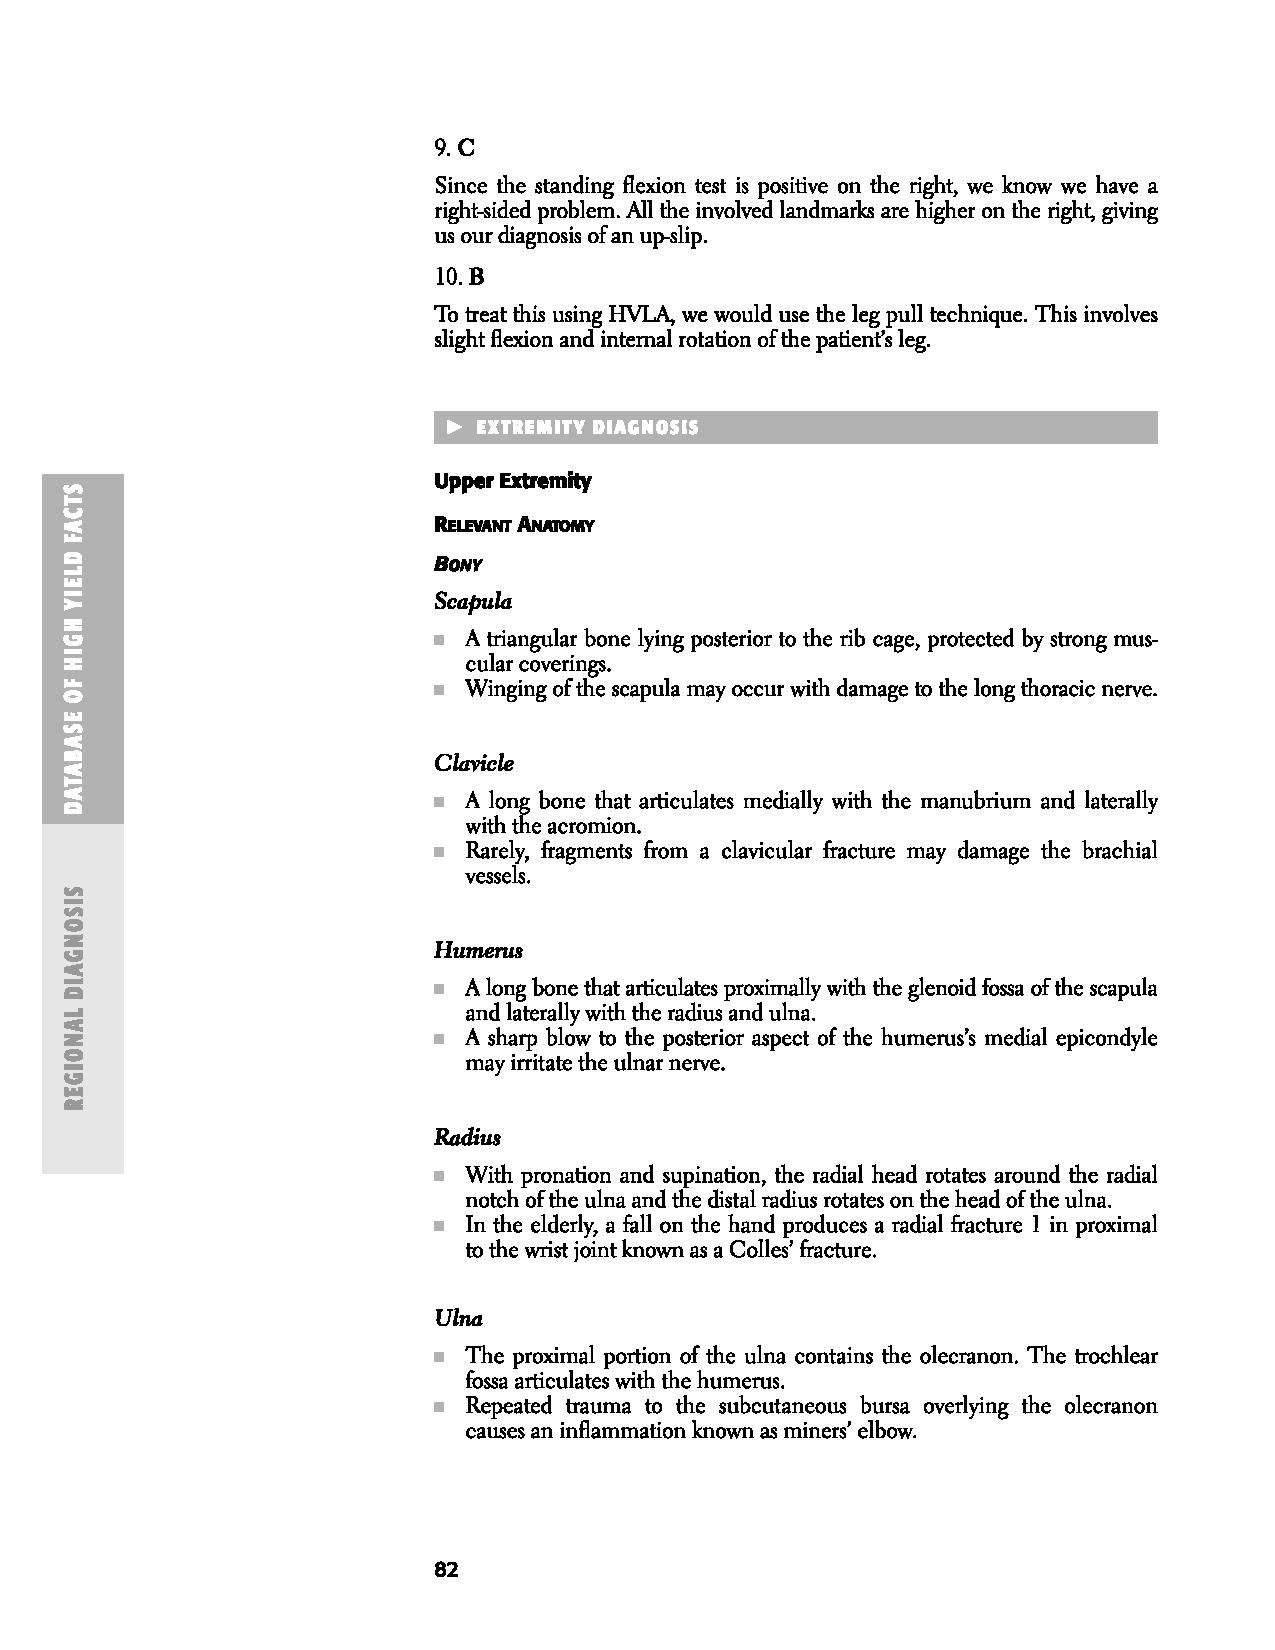 9. C
Since the standing flexion test is positive on the right, we know we have a
right-sided problem. All the involved landmarks are higher on the right, giving
us our diagnosis of an up-slip.
10. B
To treat this using HVLA, we would use the leg pull technique. This involves
slight flexion and internal rotation of the patient's leg.
► EXTREMITY DIAGNOSIS
Upper Extremity
RELEVANT ANATOMY
BONY
Scapula
■ A triangular bone lying posterior to the rib cage, protected by strong mus-
cular coverings.
■ Winging of the scapula may occur with damage to the long thoracic nerve.
Clavicle
■ A long bone that articulates medially with the manubrium and laterally
with the acromion.
■ Rarely, fragments from a clavicular fracture may damage the brachial
vessels.
Humerus
■ A long bone that articulates proximally with the glenoid fossa of the scapula
and laterally with the radius and ulna.
■ A sharp blow to the posterior aspect of the humerus's medial epicondyle
may irritate the ulnar nerve.
Radius
■ With pronation and supination, the radial head rotates around the radial
notch of the ulna and the distal radius rotates on the head of the ulna.
■ In the elderly, a fall on the hand produces a radial fracture 1 in proximal
to the wrist joint known as a Colles' fracture.
Ulna
■ The proximal portion of the ulna contains the olecranon. The trochlear
fossa articulates with the humerus.
■ Repeated trauma to the subcutaneous bursa overlying the olecranon
causes an inflammation known as miners' elbow.
82
DATABASE OF HIGH YIELD FACTS
REGIONAL DIAGNOSIS